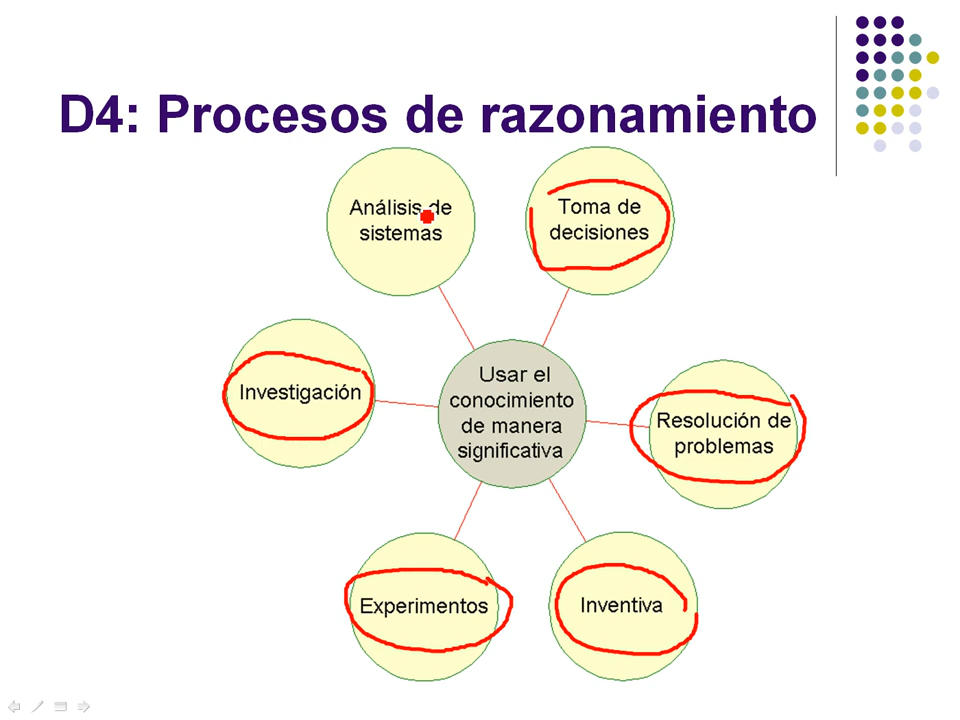 D4: Procesos de razonamiento
Análisis de
sistemas
Toma de
decisiones
Investigación
Usar el
conocimiento
de manera
significativa
Resolución de
problemas
Experimentos
Inventiva